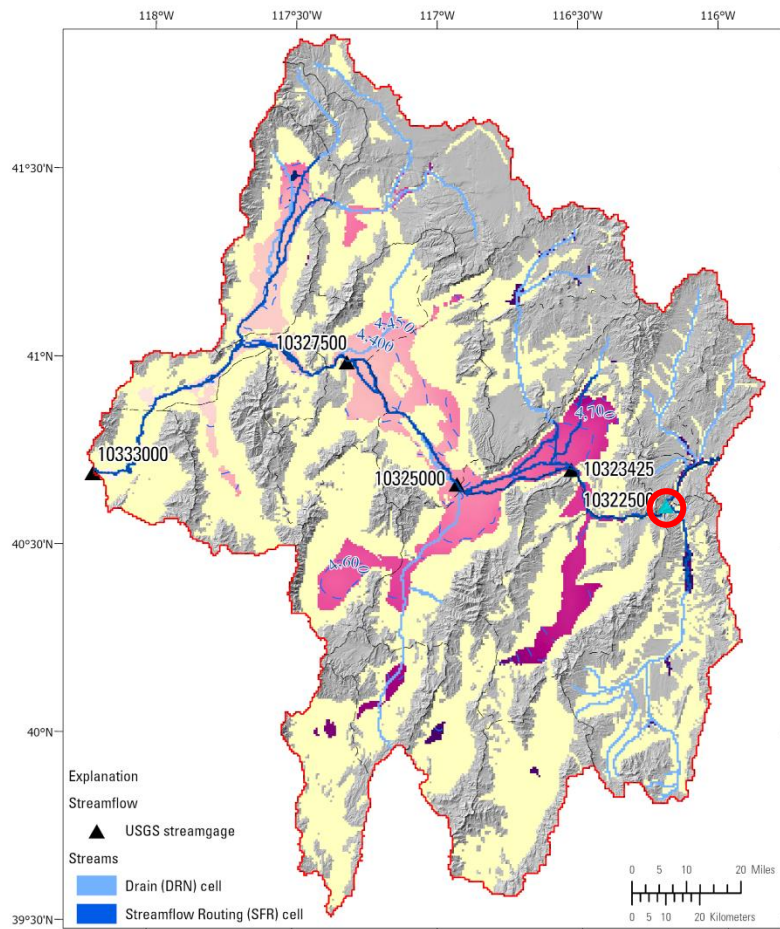 118°W
117°30'W
117°W
116°30'W
116°W
41°30'N
41°N
40°30'N
40°N
39°30'N
4,450
4,400
10327500
4,700
10333000
10325000
10323425
10322500
4,600
Explanation
Streamflow
USGS streamgage
Streams
Drain (DRN) cell
Streamflow Routing (SFR) cell
0 10 20 Miles
0 5 10 20 Kilometers